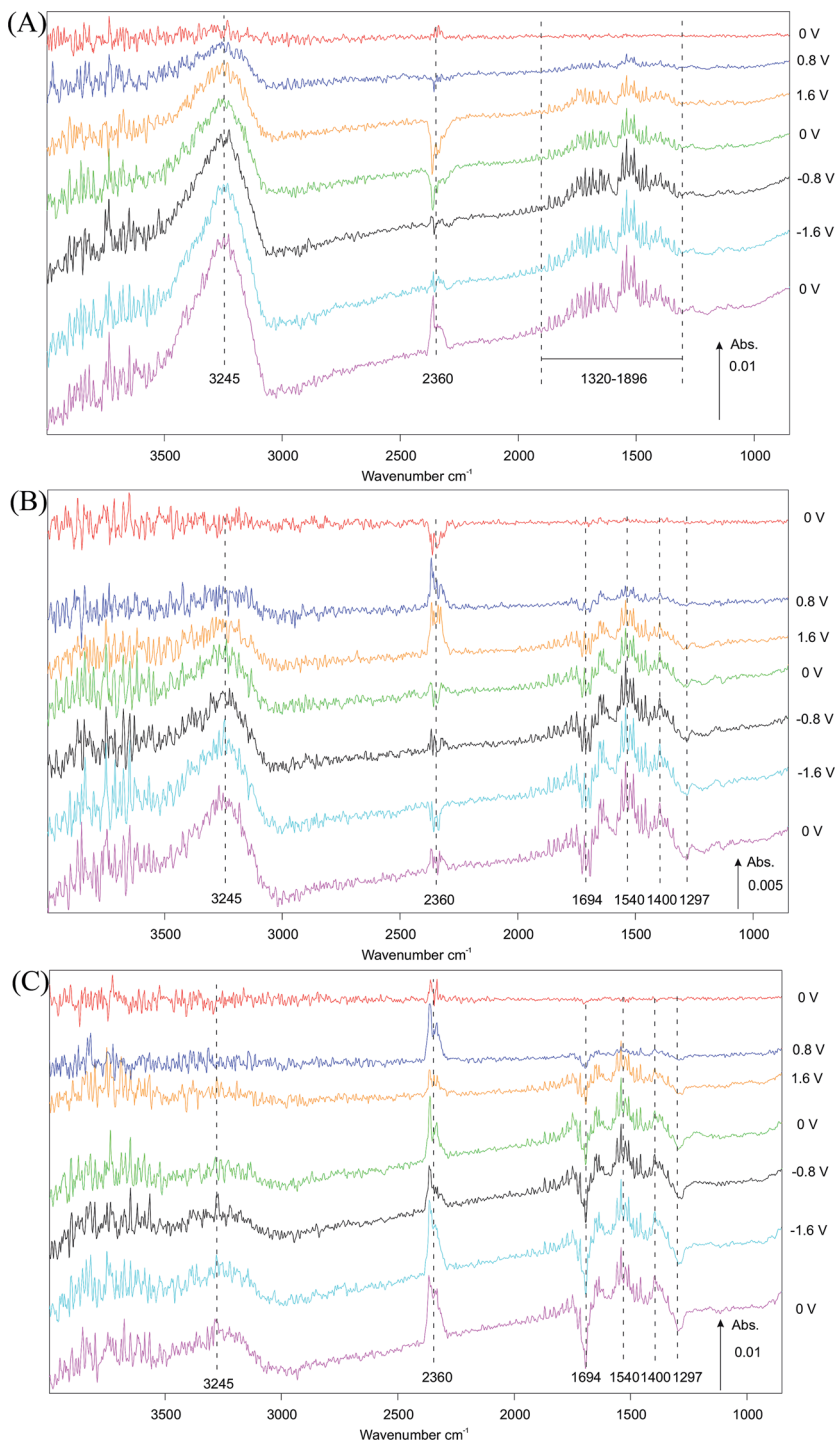 (A)
0 V
0.8 V
1.6 V
0 V
-0.8 V
-1.6 V
0 V
Abs.
0.01
3245 2360 1320-1896
3500 3000 2500 2000 1500 1000
Wavenumber cm-1
(B)
0 V
0.8 V
1.6 V
0 V
-0.8 V
-1.6 V
0 V
Abs.
0.005
3245 2360 1694 1540 1400 1297
3500 3000 2500 2000 1500 1000
Wavenumber cm-1
(C)
0 V
0.8 V
1.6 V
0 V
-0.8 V
-1.6 V
0 V
Abs.
0.01
3245 2360 1694 1540 1400 1297
3500 3000 2500 2000 1500 1000
Wavenumber cm-1